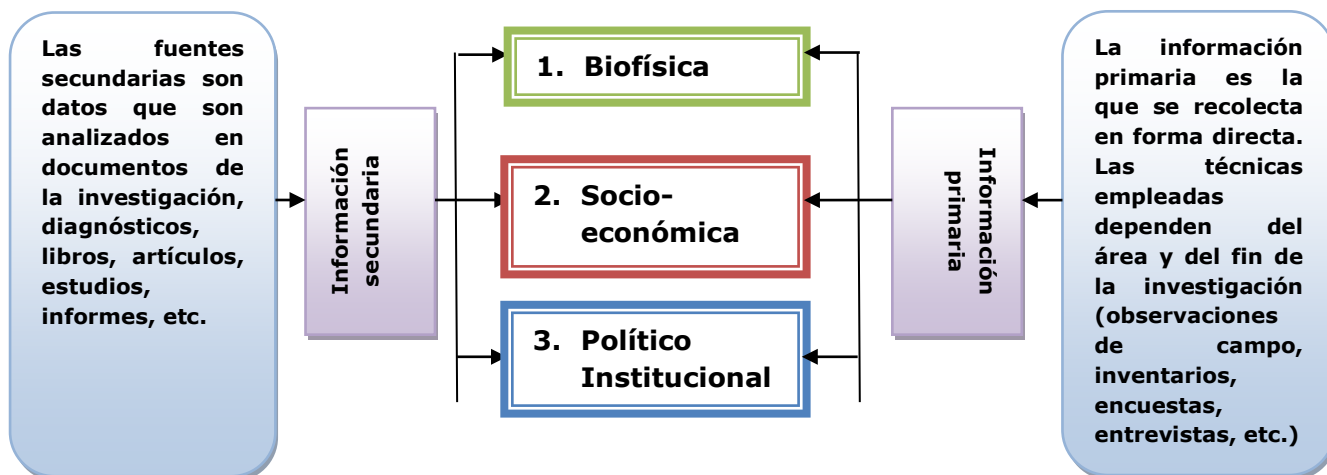 Las fuentes
secundarias son
datos que son
analizados en
documentos de
la investigación,
diagnósticos,
libros, artículos,
estudios,
informes, etc.
Información
secundaria
1. Biofísica
2. Socio-
económica
3. Político
Institucional
Información
primaria
La información
primaria es la
que se recolecta
en forma directa.
Las técnicas
empleadas
dependen del
área y del fin de
la investigación
(observaciones
de campo,
inventarios,
encuestas,
entrevistas, etc.)